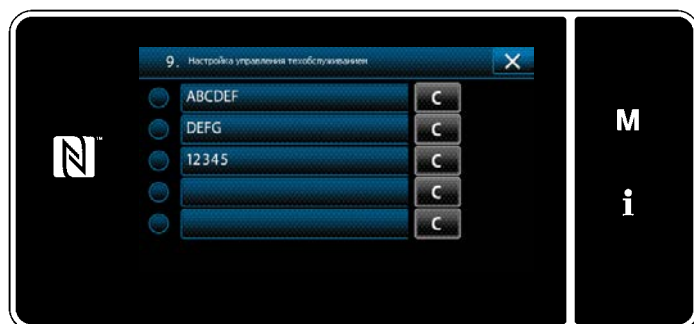 9. Настройка управления техобслуживанием
ABCDEF C
DEFG C
12345 C
C
C
M
i